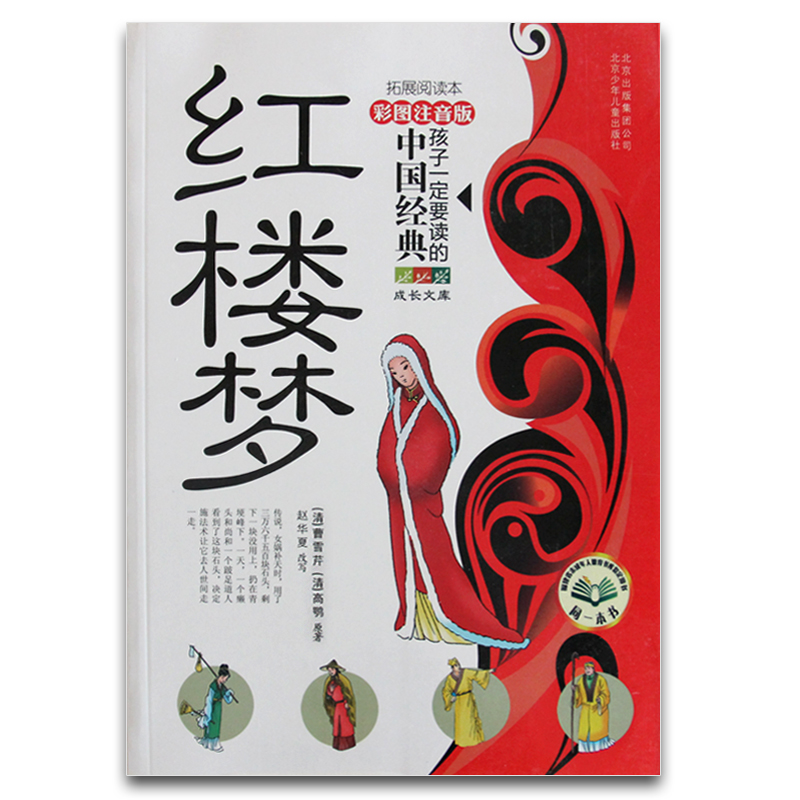 红楼梦
拓展阅读本
彩图注音版
孩子一定要读的
中国经典
成长文库
北京出版集团公司
北京少年儿童出版社
(清)曹雪芹 (清)高鹗 原著
赵华夏 改写
传说，女娲补天时，用了
三万六千五百块石头，剩
下一块没用上，扔在青
埂峰下。一天，一个癞
头和尚和一个跛足道人
看到了这块石头，决定
施法术让它去人世间走
一走。
同一本书